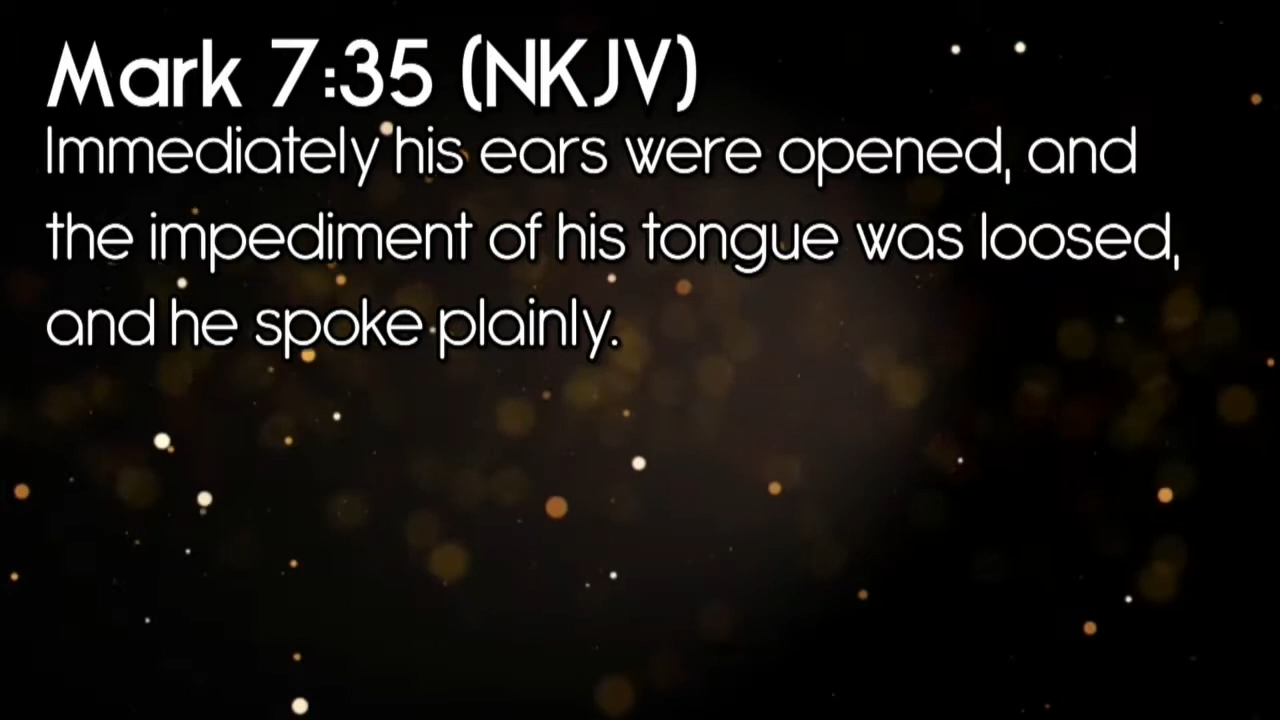 Mark 7:35 (NKJV)
Immediately his ears were opened, and
the impediment of his tongue was loosed,
and he spoke plainly.